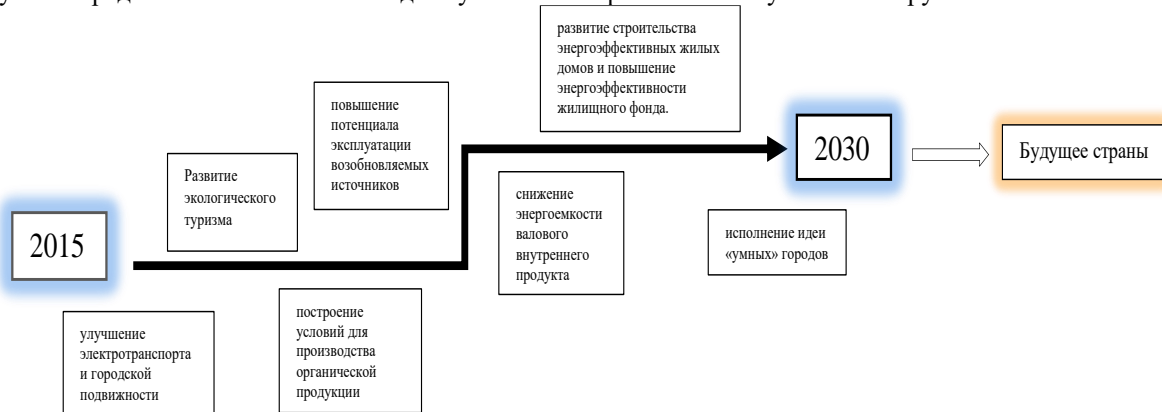 развитие строительства
энергоэффективных жилых
домов и повышение
энергоэффективности
жилищного фонда.
повышение
потенциала
эксплуатации
возобновляемых
источников
2030
Будущее страны
Развитие
экологического
туризма
снижение
энергоемкости
валового
внутреннего
продукта
2015
исполнение идеи
«умных» городов
построение
условий для
производства
органической
продукции
улучшение
электротранспорта
и городской
подвижности